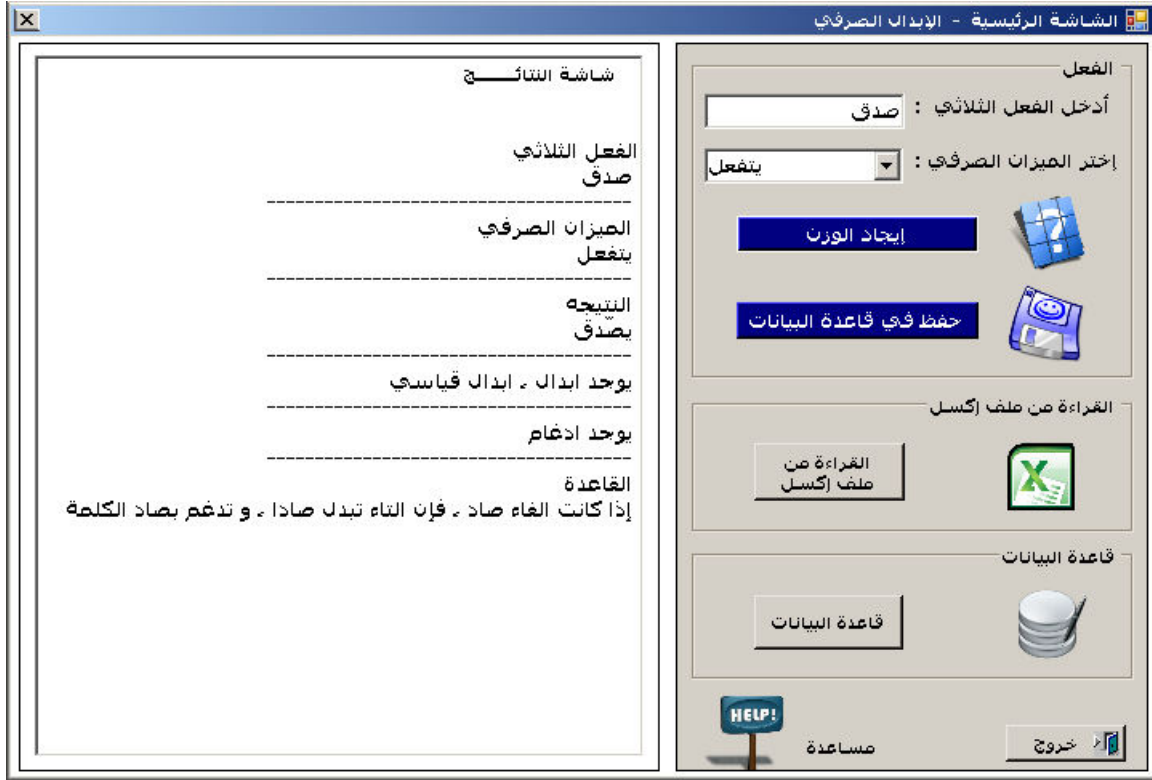 الشاشة الرئيسية - الإبدال الصرفي
الفعل
أدخل الفعل الثلاثي :
صدق
إختر الميزان الصرفي :
يتفعل
إيجاد الوزن
حفظ في قاعدة البيانات
القراءة من ملف إكسل
القراءة من
ملف إكسل
قاعدة البيانات
قاعدة البيانات
HELP!
مساعدة
خروج
شاشة النتائـــــج
الفعل الثلاثي
صدق
-----------------------------------
الميزان الصرفي
يتفعل
-----------------------------------
النتيجه
يصّدق
-----------------------------------
يوجد ابدال ، ابدال قياسي
-----------------------------------
يوجد ادغام
-----------------------------------
القاعدة
إذا كانت الفاء صاد ، فإن التاء تبدل صادا ، و تدغم بصاد الكلمة